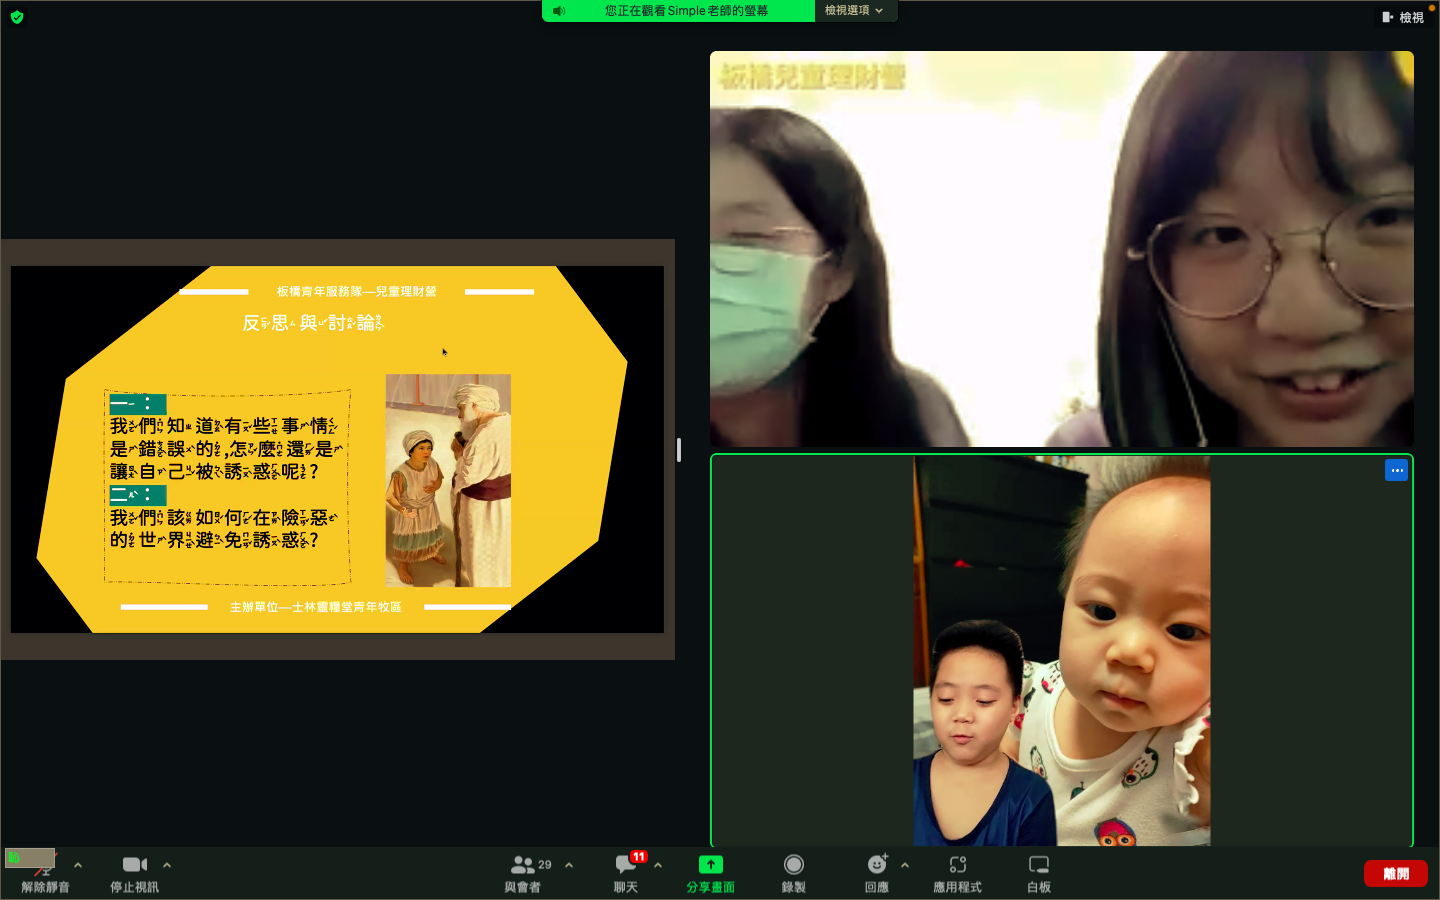 您正在觀看Simple老師的螢幕
檢視選項
檢視
板橋兒童理財營
板橋青年服務隊—兒童理財營
反思與討論
一：
我們知道有些事情
是錯誤的,怎麼還是
讓自己被誘惑呢?
二：
我們該如何在險惡
的世界避免誘惑?
主辦單位—士林靈糧堂青年牧區
解除靜音
停止視訊
29
與會者
11
聊天
分享畫面
錄製
回應
應用程式
白板
離開